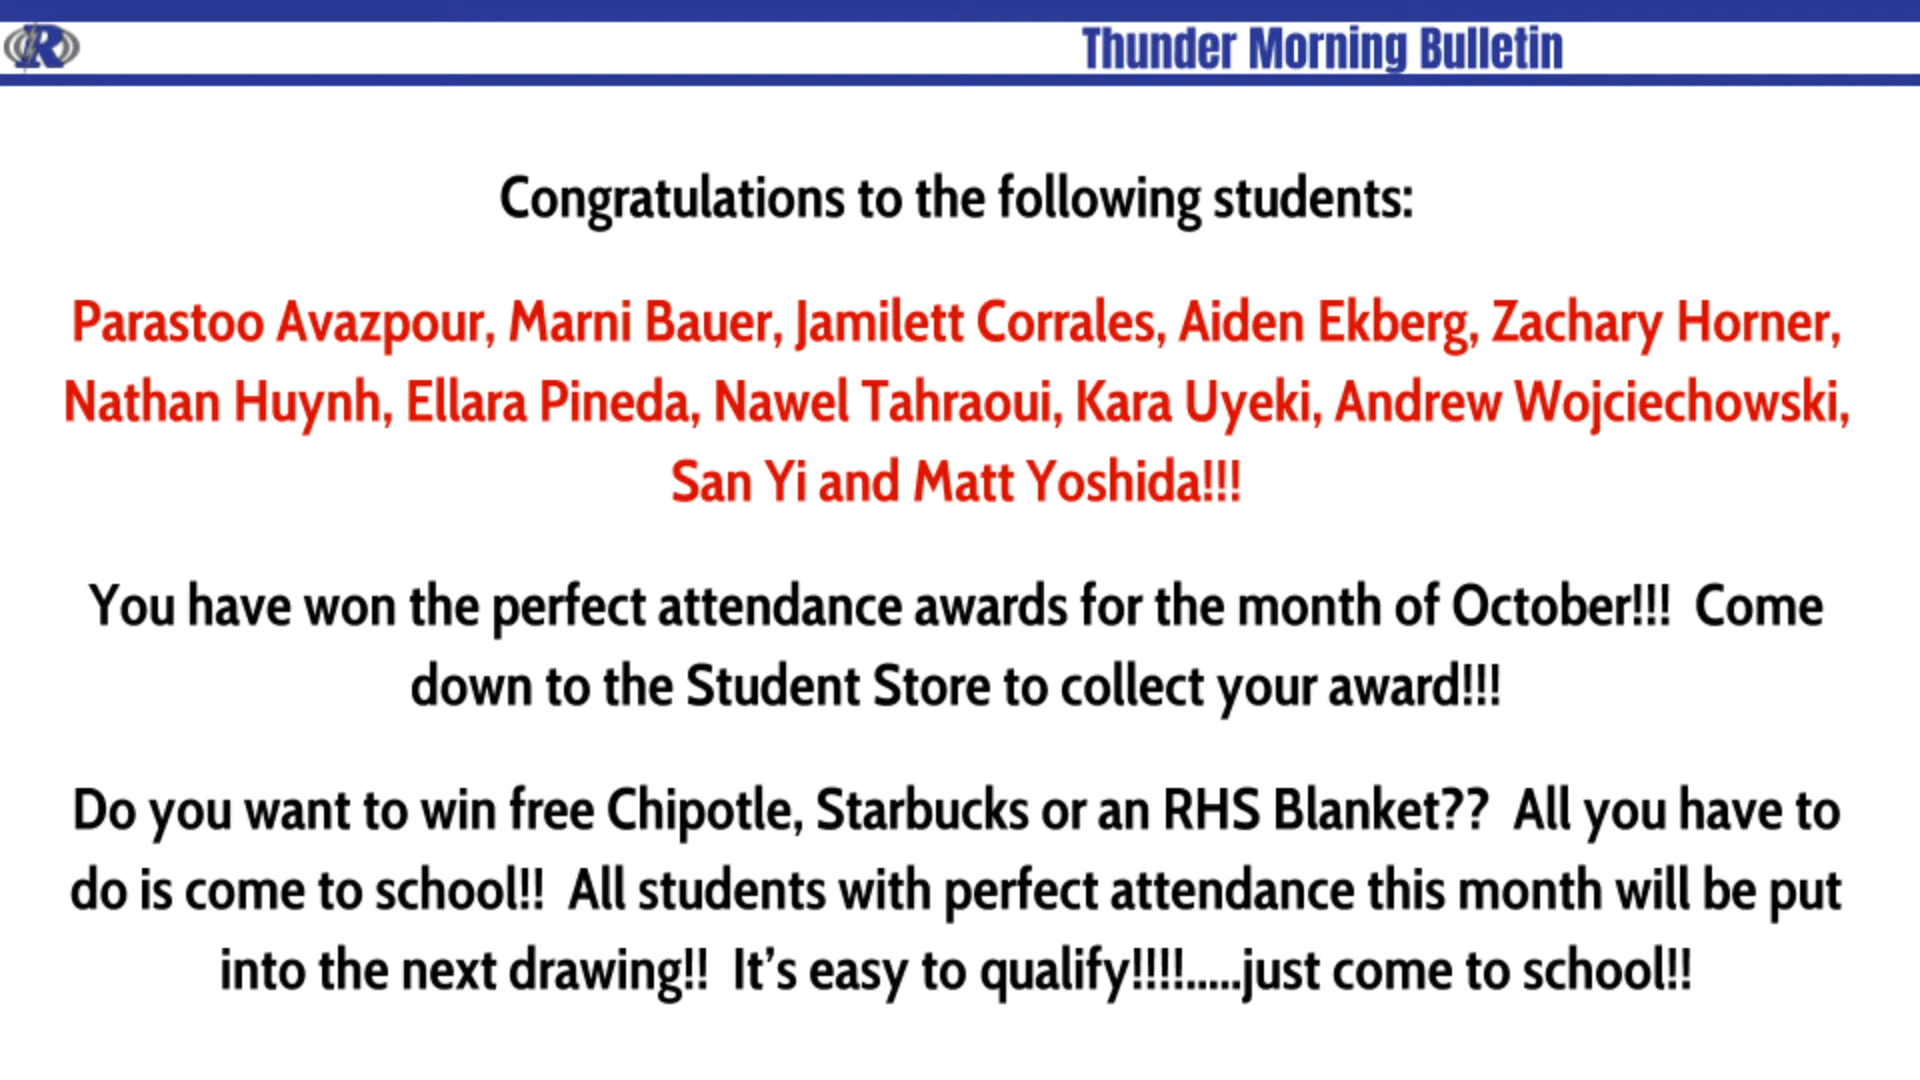 R
Thunder Morning Bulletin
Congratulations to the following students:
Parastoo Avazpour, Marni Bauer, Jamilett Corrales, Aiden Ekberg, Zachary Horner,
Nathan Huynh, Ellara Pineda, Nawel Tahraoui, Kara Uyeki, Andrew Wojciechowski,
San Yi and Matt Yoshida!!!
You have won the perfect attendance awards for the month of October!!!  Come
down to the Student Store to collect your award!!!
Do you want to win free Chipotle, Starbucks or an RHS Blanket??  All you have to
do is come to school!!  All students with perfect attendance this month will be put
into the next drawing!!  It’s easy to qualify!!!!.....just come to school!!